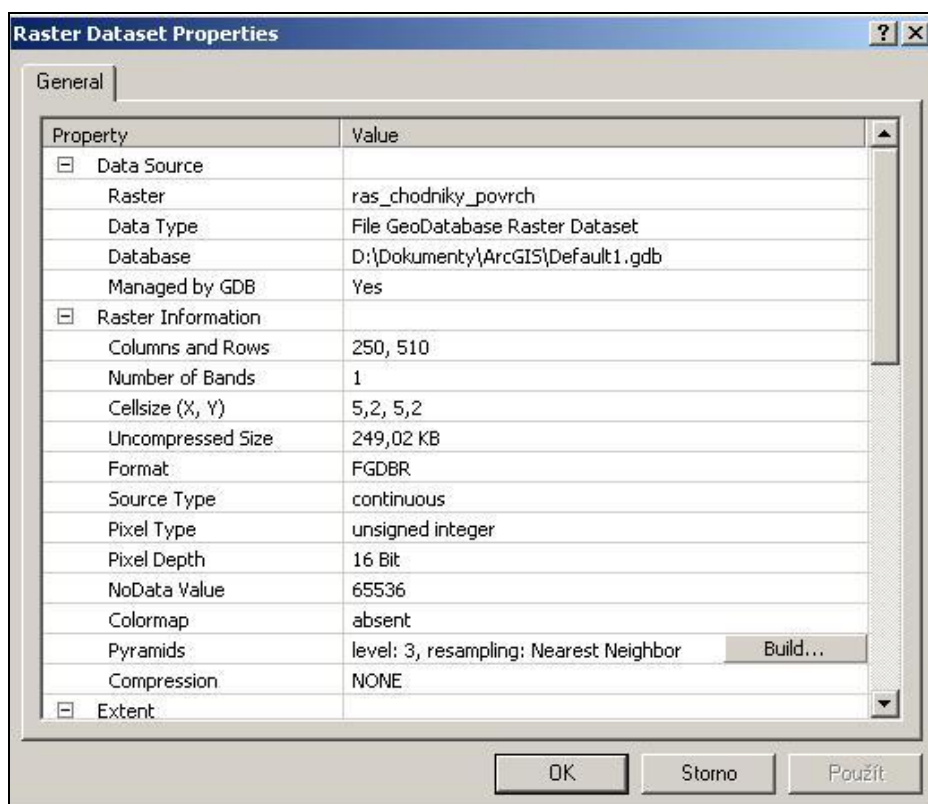 Raster Dataset Properties
General
Property Value
Data Source
Raster ras_chodniky_povrch
Data Type File GeoDatabase Raster Dataset
Database D:\Dokumenty\ArcGIS\Default1.gdb
Managed by GDB Yes
Raster Information
Columns and Rows 250, 510
Number of Bands 1
Cellsize (X, Y) 5,2, 5,2
Uncompressed Size 249,02 KB
Format FGDBR
Source Type continuous
Pixel Type unsigned integer
Pixel Depth 16 Bit
NoData Value 65536
Colormap absent
Pyramids level: 3, resampling: Nearest Neighbor Build...
Compression NONE
Extent
OK Storno Použít